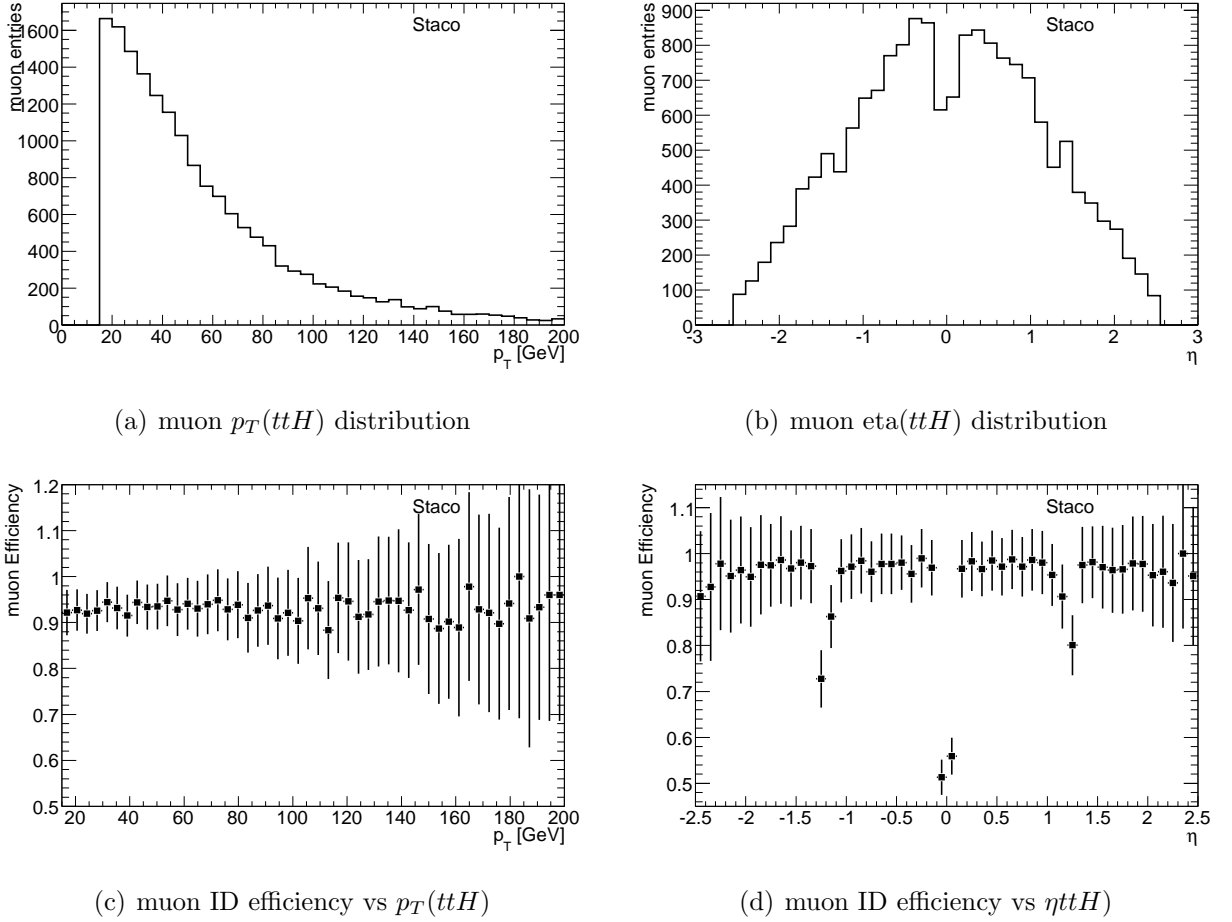 muon entries
Staco
1600
1400
1200
1000
800
600
400
200
0
0 20 40 60 80 100 120 140 160 180 200
p_T [GeV]
(a) muon p_T(ttH) distribution
muon entries
Staco
900
800
700
600
500
400
300
200
100
0
-3 -2 -1 0 1 2 3
η
(b) muon eta(ttH) distribution
muon Efficiency
Staco
1.2
1.1
1
0.9
0.8
0.7
0.6
0.5
20 40 60 80 100 120 140 160 180 200
p_T [GeV]
(c) muon ID efficiency vs p_T(ttH)
muon Efficiency
Staco
1.1
1
0.9
0.8
0.7
0.6
0.5
-2.5 -2 -1.5 -1 -0.5 0 0.5 1 1.5 2 2.5
η
(d) muon ID efficiency vs ηttH)